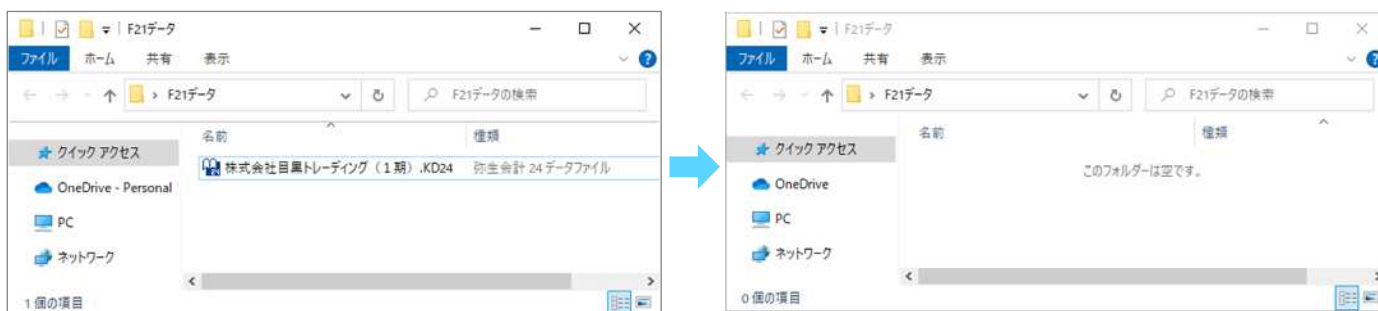 F21データ
ファイル ホーム 共有 表示
F21データ F21データの検索
名前 種類
クイック アクセス
株式会社目黒トレーディング（１期）.KD24 弥生会計 24 データファイル
OneDrive - Personal
PC
ネットワーク
1 個の項目
F21データ
ファイル ホーム 共有 表示
F21データ F21データの検索
名前 種類
クイック アクセス
このフォルダーは空です。
OneDrive
PC
ネットワーク
0 個の項目